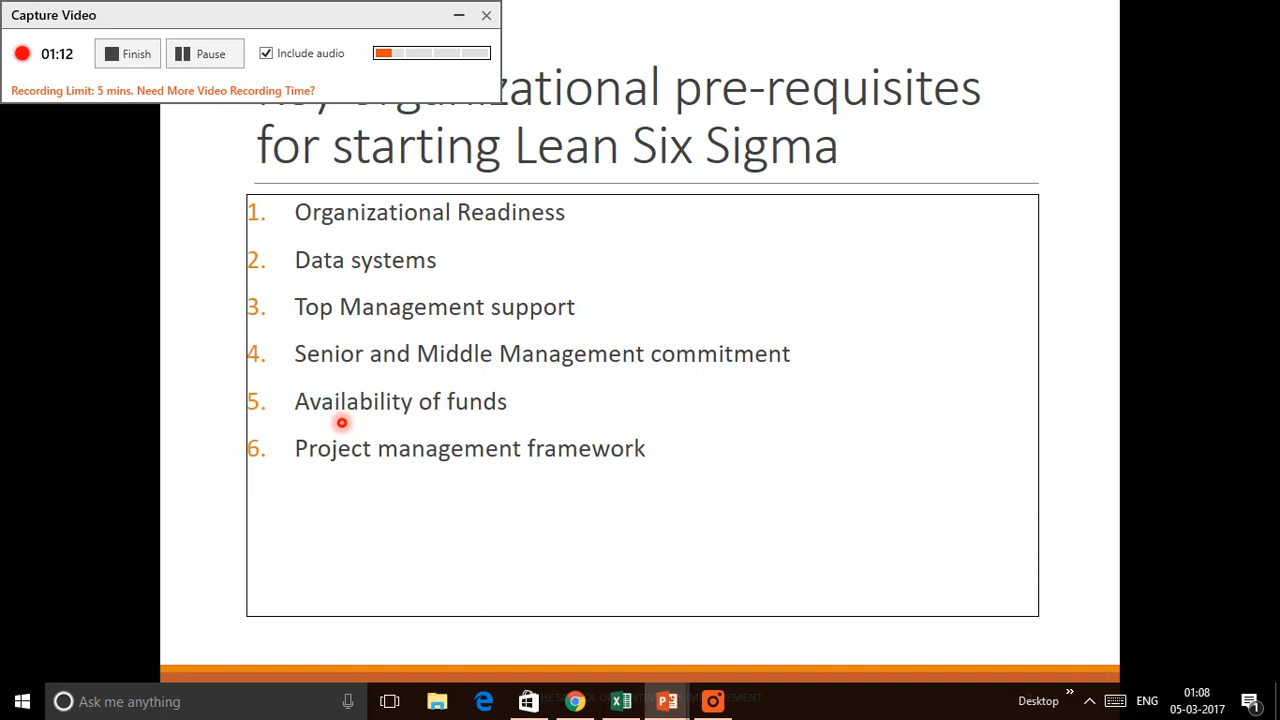 Capture Video
01:12
Finish
Pause
Include audio
Recording Limit: 5 mins. Need More Video Recording Time?
pre-requisites
for starting Lean Six Sigma
1. Organizational Readiness
2. Data systems
3. Top Management support
4. Senior and Middle Management commitment
5. Availability of funds
6. Project management framework
Ask me anything
Desktop
ENG
01:08
05-03-2017
1